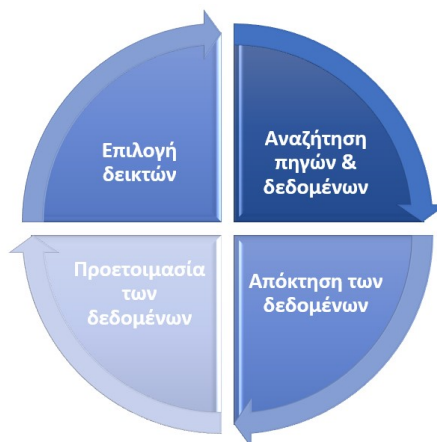 Επιλογή
δεικτών
Αναζήτηση
πηγών &
δεδομένων
Προετοιμασία
των
δεδομένων
Απόκτηση των
δεδομένων